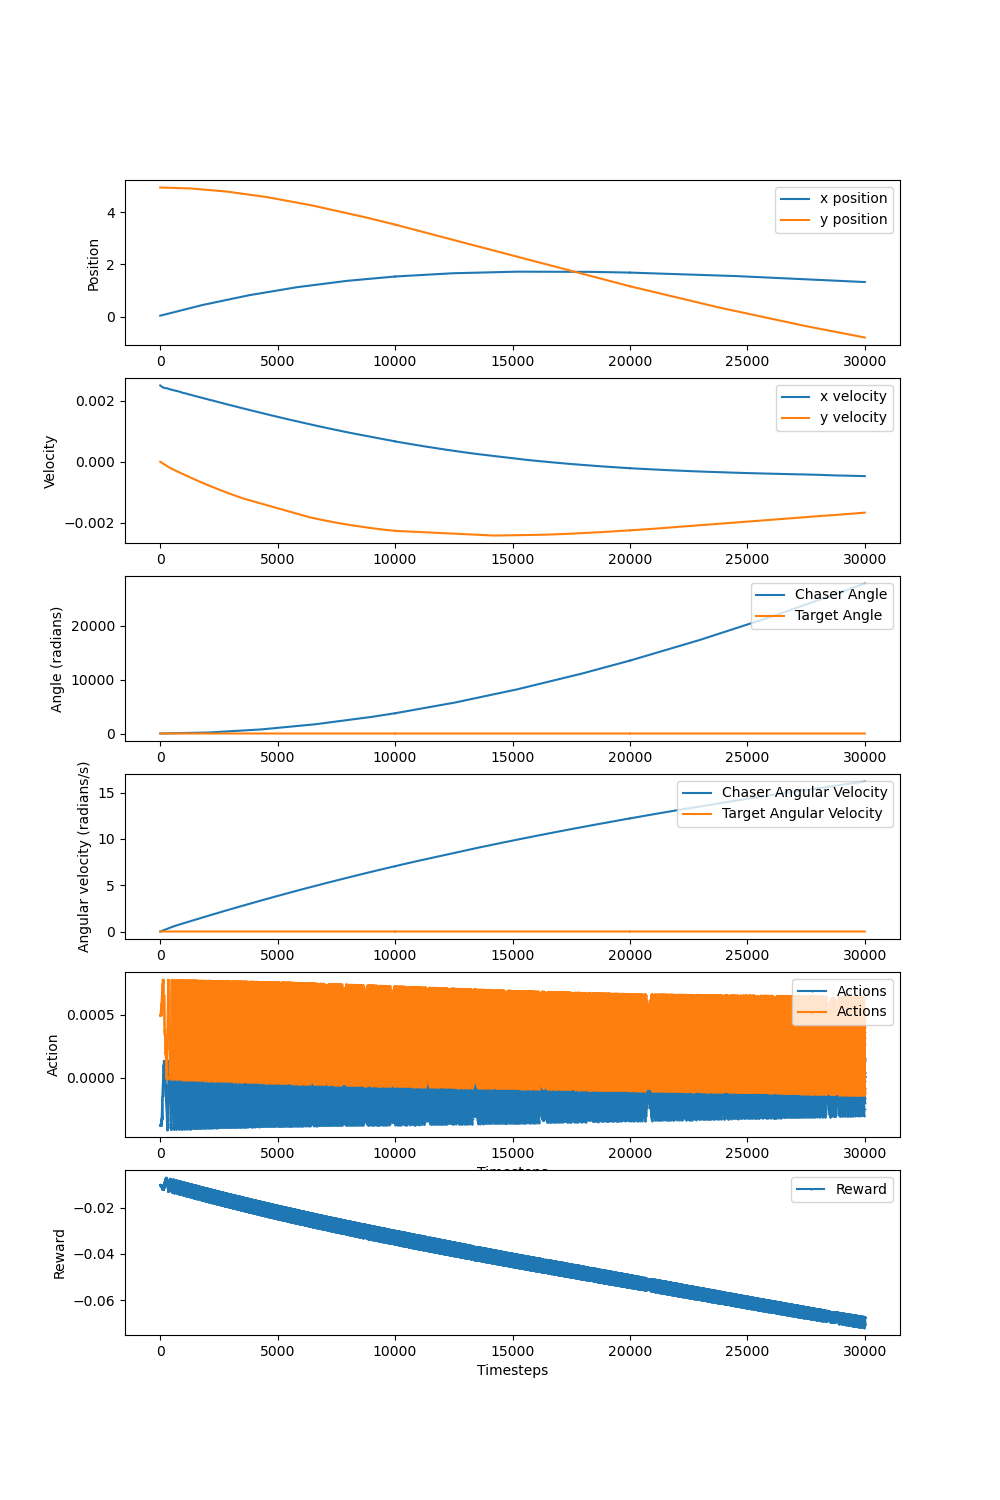 Position
4
2
0
x position
y position
0 5000 10000 15000 20000 25000 30000
Velocity
0.002
0.000
−0.002
x velocity
y velocity
0 5000 10000 15000 20000 25000 30000
Angle (radians)
20000
10000
0
Chaser Angle
Target Angle
0 5000 10000 15000 20000 25000 30000
Angular velocity (radians/s)
15
10
5
0
Chaser Angular Velocity
Target Angular Velocity
0 5000 10000 15000 20000 25000 30000
Action
0.0005
0.0000
Actions
Actions
0 5000 10000 15000 20000 25000 30000
Timesteps
Reward
−0.02
−0.04
−0.06
Reward
0 5000 10000 15000 20000 25000 30000
Timesteps